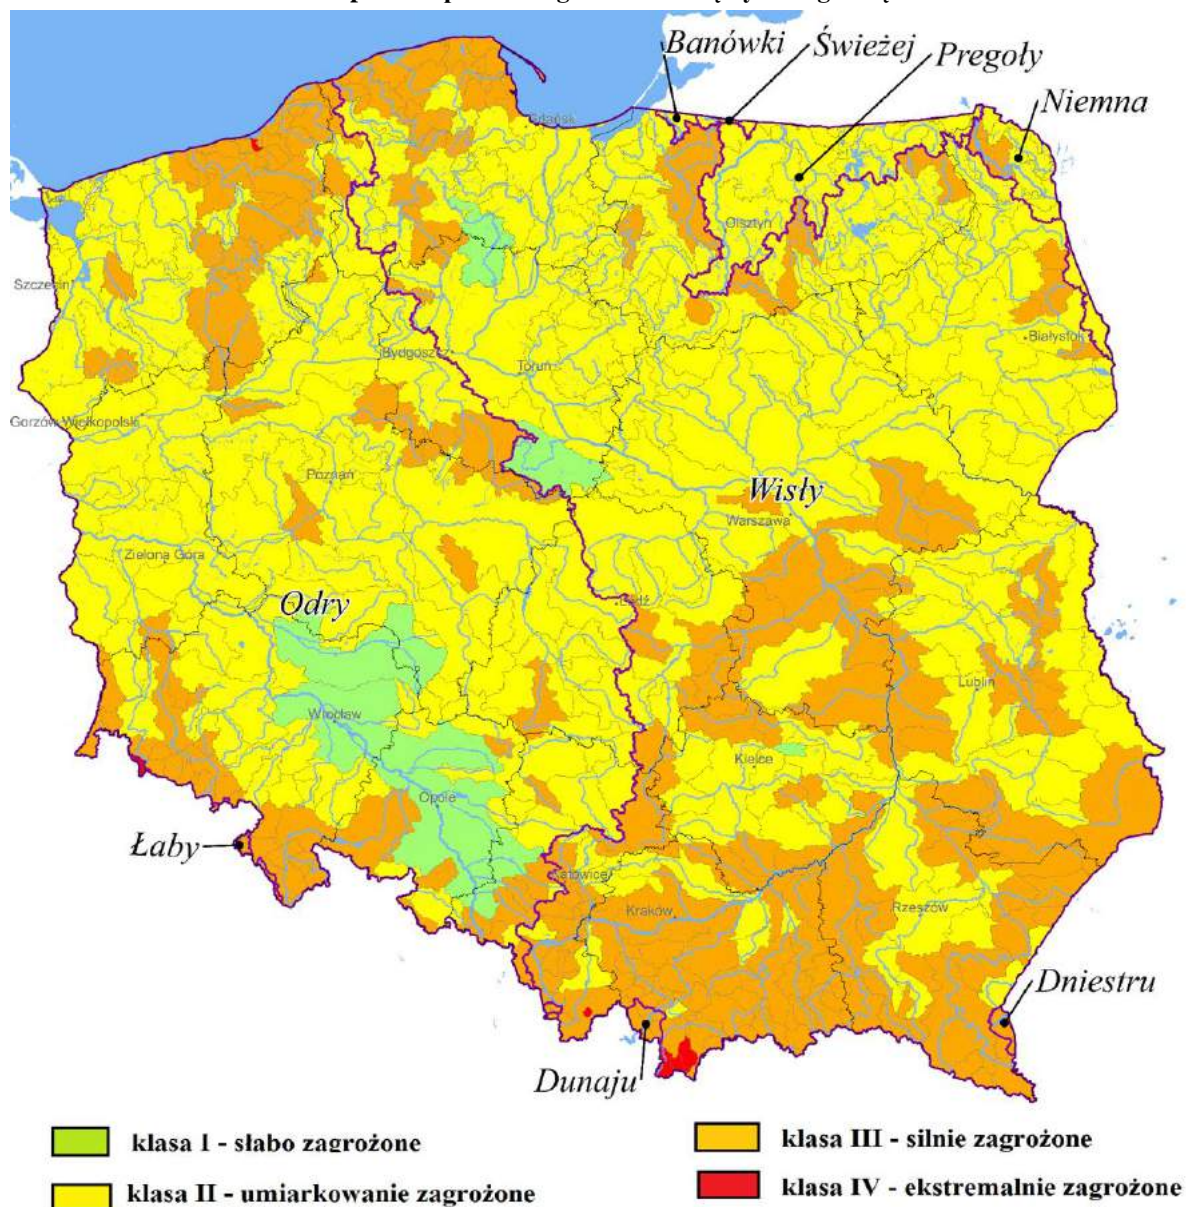 Banówki
Świeżej
Pregoły
Niemna
Gdańsk
Olsztyn
Szczecin
Białystok
Bydgoszcz
Toruń
Gorzów Wielkopolski
Poznań
Wisły
Warszawa
Zielona Góra
Odry
Łódź
Lublin
Wrocław
Kielce
Opole
Łaby
Katowice
Kraków
Rzeszów
Dniestru
Dunaju
klasa I - słabo zagrożone
klasa III - silnie zagrożone
klasa II - umiarkowanie zagrożone
klasa IV - ekstremalnie zagrożone